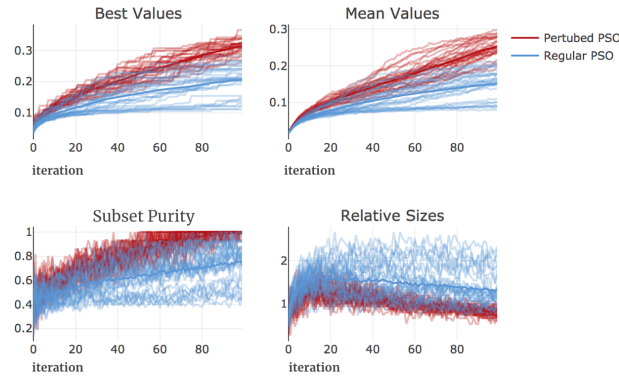 Best Values
Mean Values
Pertubed PSO
Regular PSO
0.3
0.2
0.1
0 20 40 60 80
iteration
0.3
0.2
0.1
0 20 40 60 80
iteration
Subset Purity
Relative Sizes
1
0.8
0.6
0.4
0.2
0 20 40 60 80
iteration
2
1
0 20 40 60 80
iteration